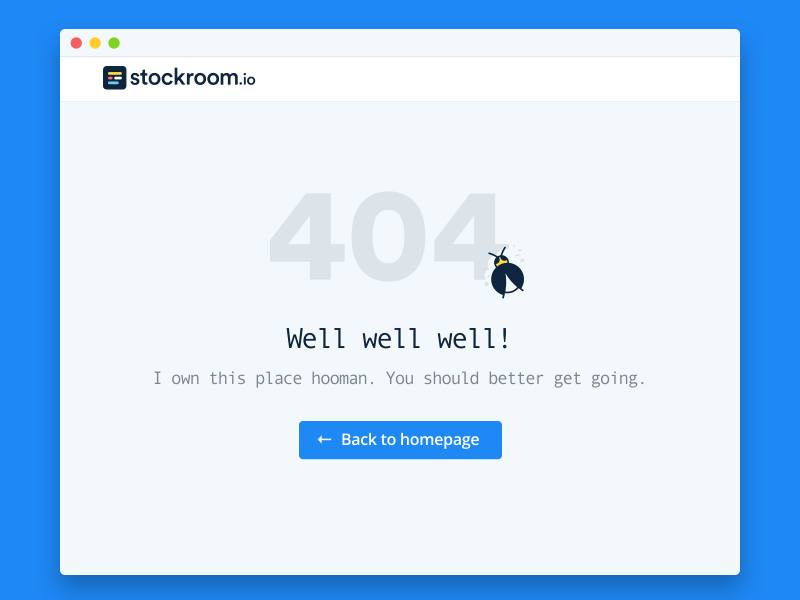 stockroom.io
404
Well well well!
I own this place hooman. You should better get going.
← Back to homepage